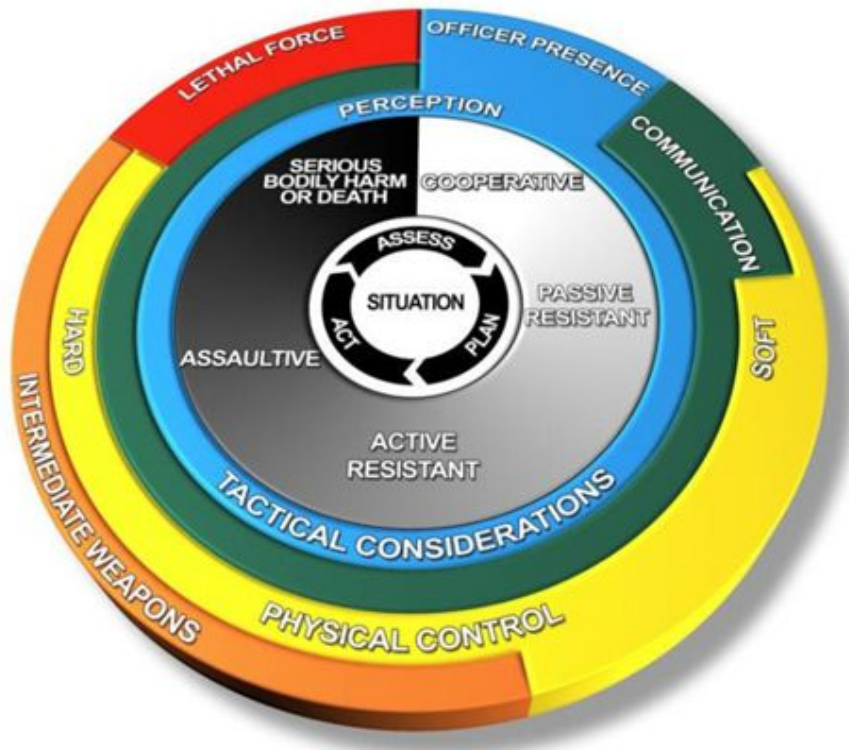 LETHAL FORCE
OFFICER PRESENCE
COMMUNICATION
SOFT
PHYSICAL CONTROL
HARD
INTERMEDIATE WEAPONS
PERCEPTION
TACTICAL CONSIDERATIONS
SERIOUS
BODILY HARM
OR DEATH
COOPERATIVE
PASSIVE
RESISTANT
ACTIVE
RESISTANT
ASSAULTIVE
ASSESS
PLAN
ACT
SITUATION